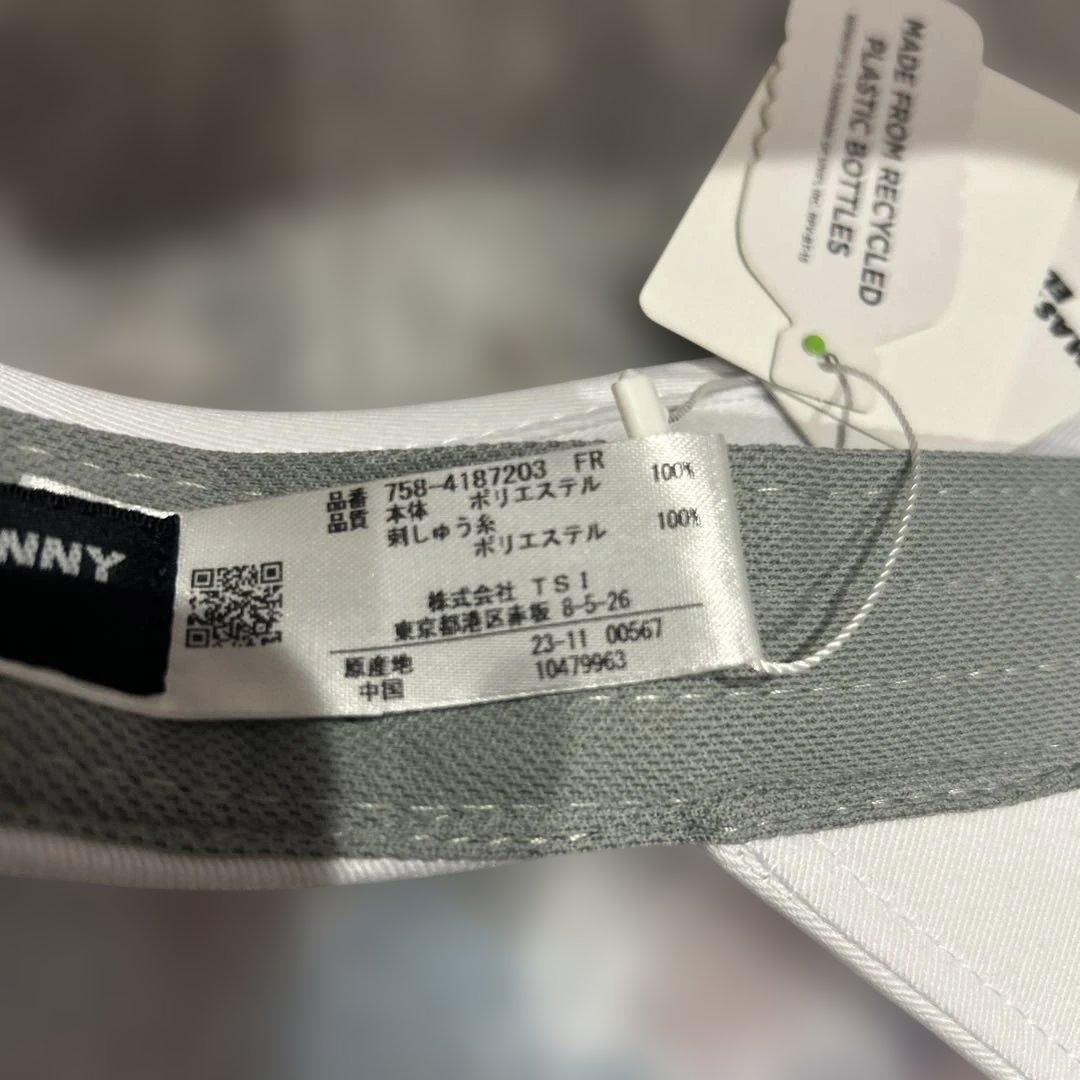 MADE FROM RECYCLED
PLASTIC BOTTLES
MAS
NNY
品番 758-4187203 FR
品質 本体 ポリエステル 100%
刺しゅう糸
ポリエステル 100%
株式会社 TSI
東京都港区赤坂 8-5-26
原産地 23-11 00567
中国 10479963